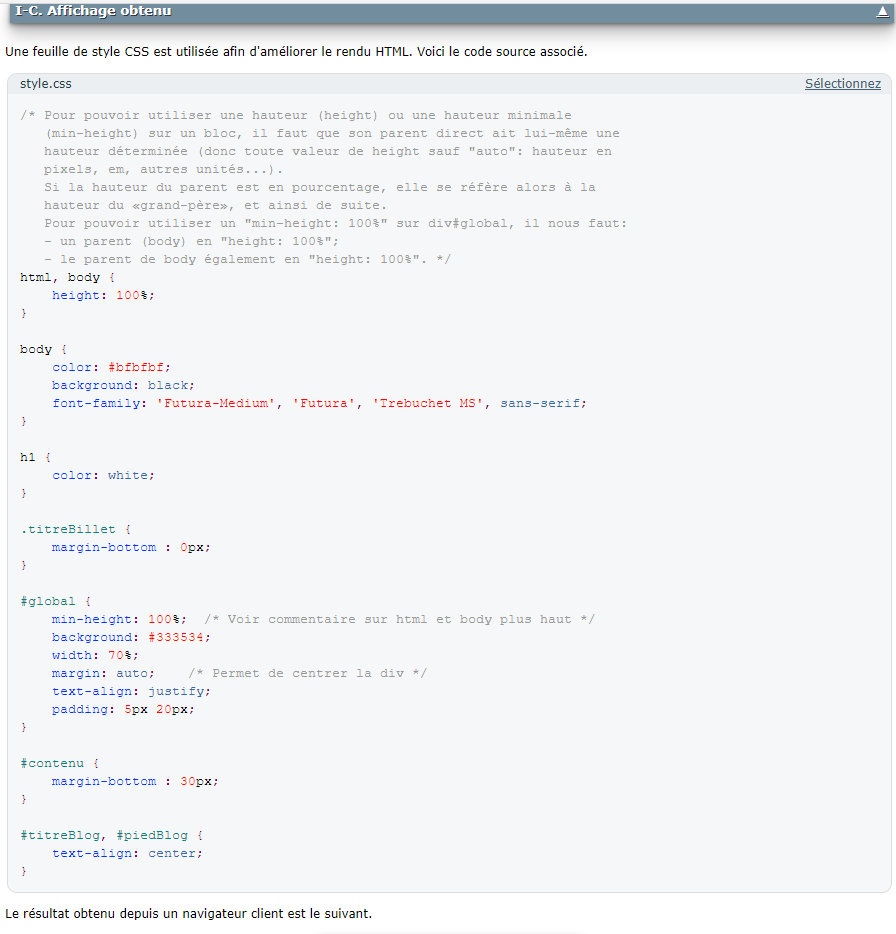 I-C. Affichage obtenu ▲
Une feuille de style CSS est utilisée afin d'améliorer le rendu HTML. Voici le code source associé.
style.css Sélectionnez
/* Pour pouvoir utiliser une hauteur (height) ou une hauteur minimale
(min-height) sur un bloc, il faut que son parent direct ait lui-même une
hauteur déterminée (donc toute valeur de height sauf "auto": hauteur en
pixels, em, autres unités...).
Si la hauteur du parent est en pourcentage, elle se réfère alors à la
hauteur du «grand-père», et ainsi de suite.
Pour pouvoir utiliser un "min-height: 100%" sur div#global, il nous faut:
- un parent (body) en "height: 100%";
- le parent de body également en "height: 100%". */
html, body {
height: 100%;
}
body {
color: #bfbfbf;
background: black;
font-family: 'Futura-Medium', 'Futura', 'Trebuchet MS', sans-serif;
}
h1 {
color: white;
}
.titreBillet {
margin-bottom : 0px;
}
#global {
min-height: 100%; /* Voir commentaire sur html et body plus haut */
background: #333534;
width: 70%;
margin: auto; /* Permet de centrer la div */
text-align: justify;
padding: 5px 20px;
}
#contenu {
margin-bottom : 30px;
}
#titreBlog, #piedBlog {
text-align: center;
}
Le résultat obtenu depuis un navigateur client est le suivant.